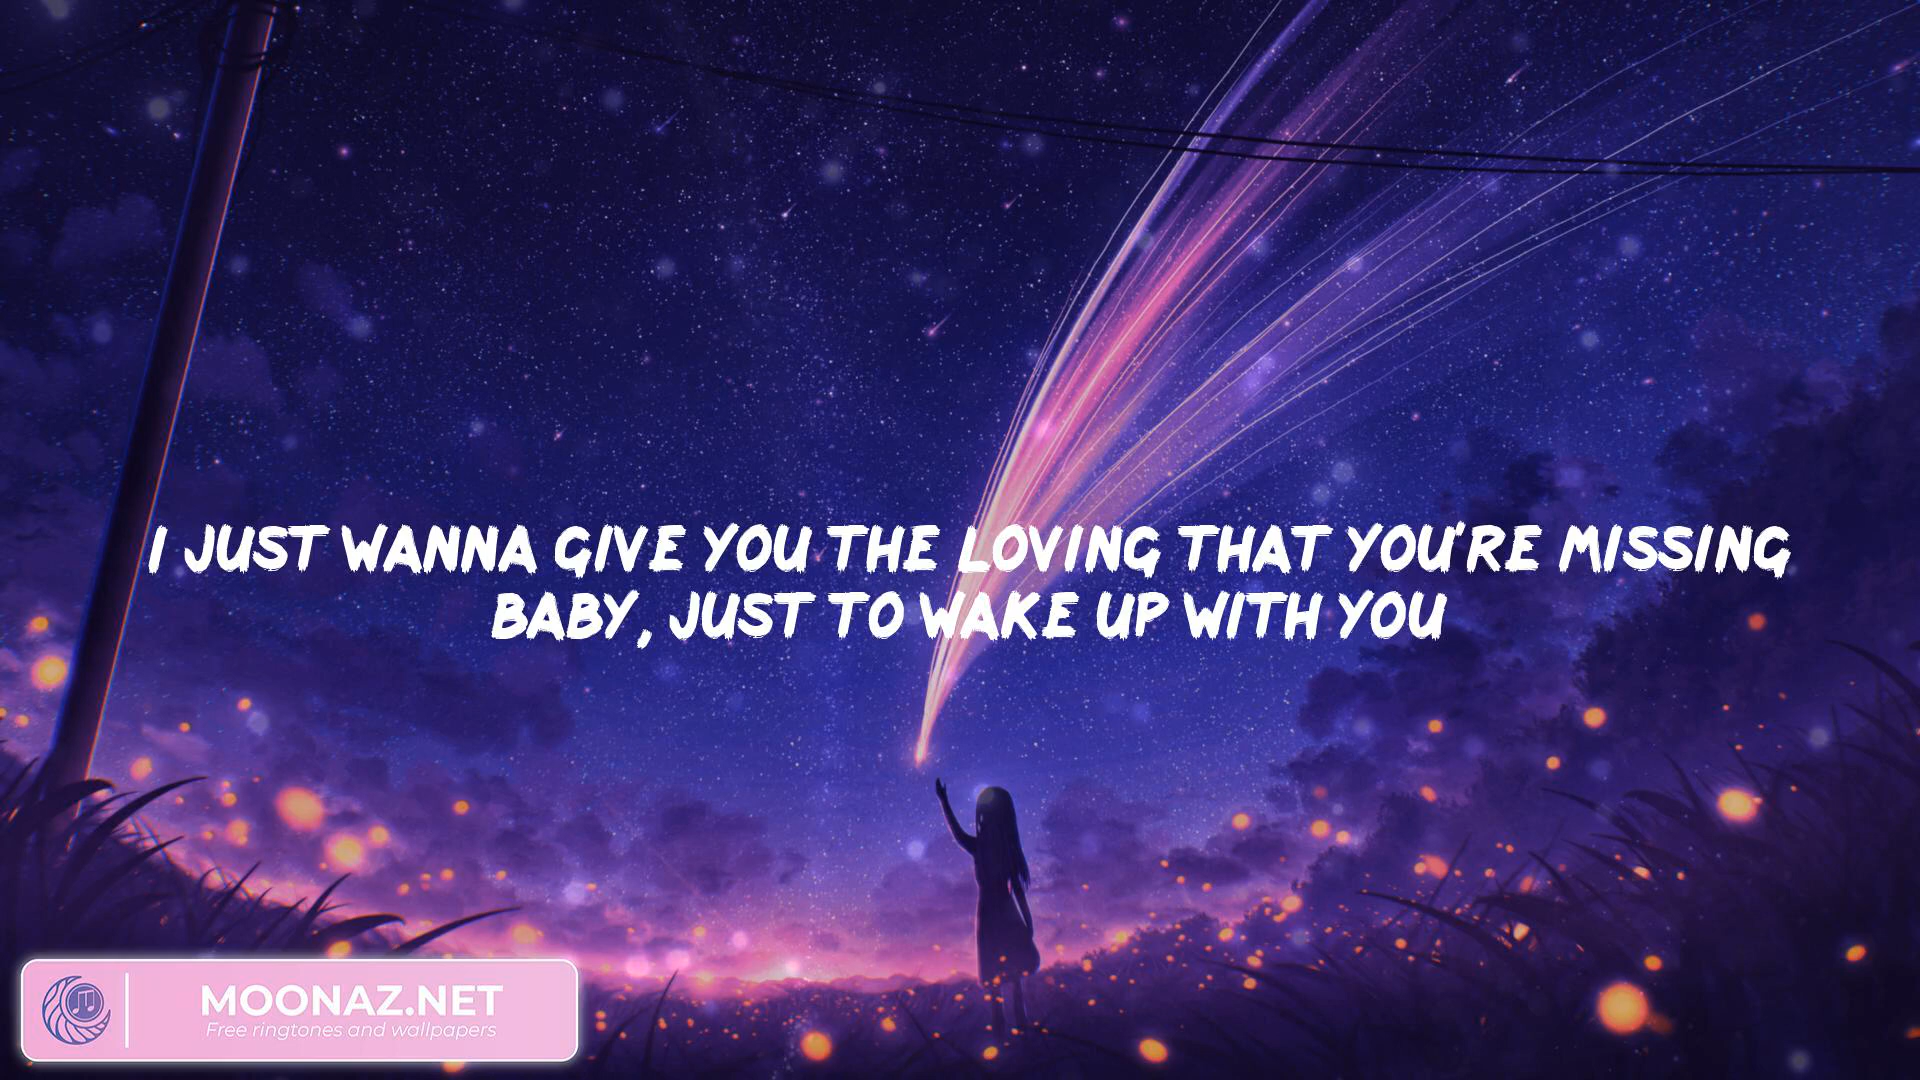 I JUST WANNA GIVE YOU THE LOVING THAT YOU'RE MISSING
BABY, JUST TO WAKE UP WITH YOU
MOONAZ.NET
Free ringtones and wallpapers